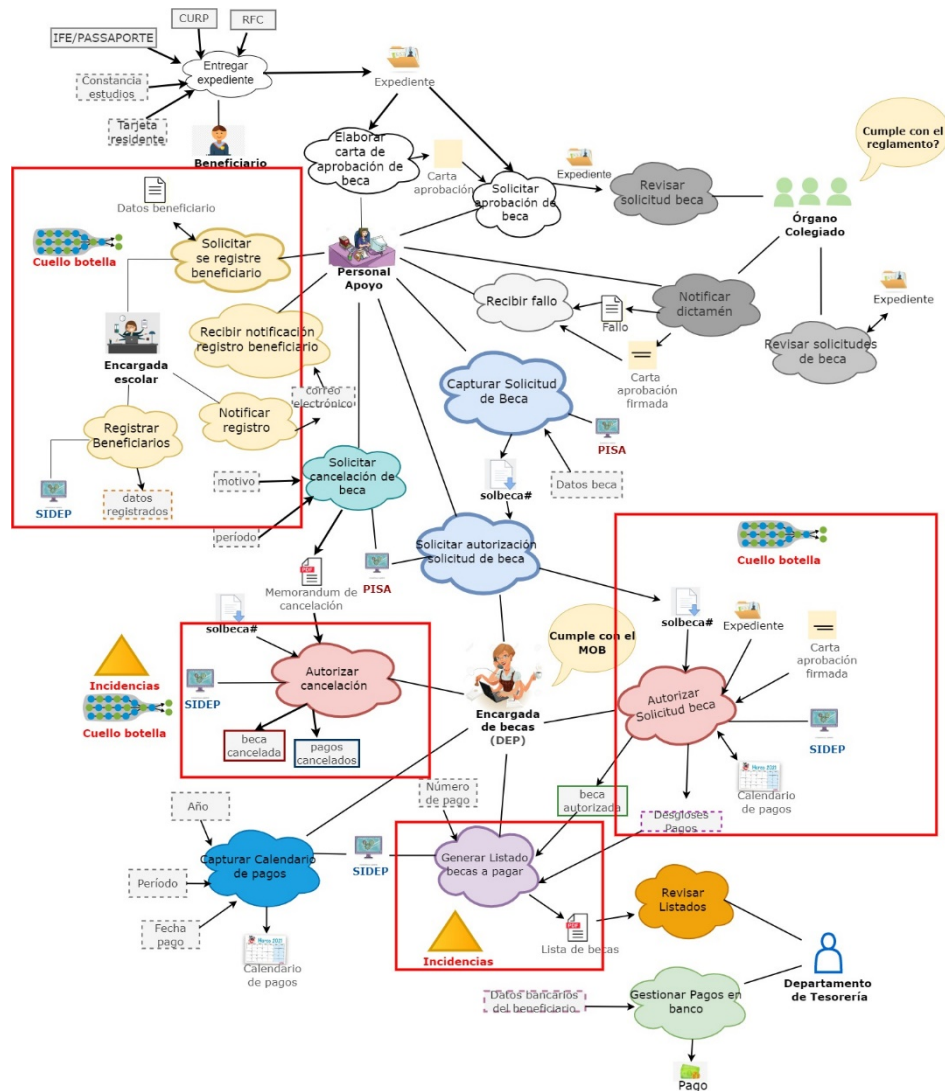 CURP
RFC
IFE/PASSAPORTE
Entregar
expediente
Constancia
estudios
Tarjeta
residente
Beneficiario
Expediente
Elaborar
carta de
aprobación de
beca
Carta
aprobación
Solicitar
aprobación de
beca
Expediente
Revisar
solicitud beca
Cumple con el
reglamento?
Órgano
Colegiado
Datos beneficiario
Cuello botella
Solicitar
se registre
beneficiario
Personal
Apoyo
Recibir fallo
Fallo
Notificar
dictamén
Expediente
Revisar solicitudes
de beca
Carta
aprobación
firmada
Recibir notificación
registro beneficiario
Encargada
escolar
correo
electrónico
Notificar
registro
Registrar
Beneficiarios
SIDEP
datos
registrados
Capturar Solicitud
de Beca
PISA
solbeca#
Datos beca
motivo
período
Solicitar
cancelación de
beca
Solicitar autorización
solicitud de beca
PISA
Memorandum de
cancelación
Cuello botella
solbeca#
Expediente
Carta
aprobación
firmada
Autorizar
Solicitud beca
SIDEP
Calendario
de pagos
Desgloses
Pagos
beca
autorizada
solbeca#
Incidencias
Cuello botella
SIDEP
Autorizar
cancelación
beca
cancelada
pagos
cancelados
Cumple con el
MOB
Encargada
de becas
(DEP)
Número
de pago
Año
Período
Fecha
pago
Capturar Calendario
de pagos
Calendario
de pagos
SIDEP
Generar Listado
becas a pagar
Incidencias
Lista de becas
Revisar
Listados
Departamento
de Tesorería
Datos bancarios
del beneficiario
Gestionar Pagos en
banco
Pago